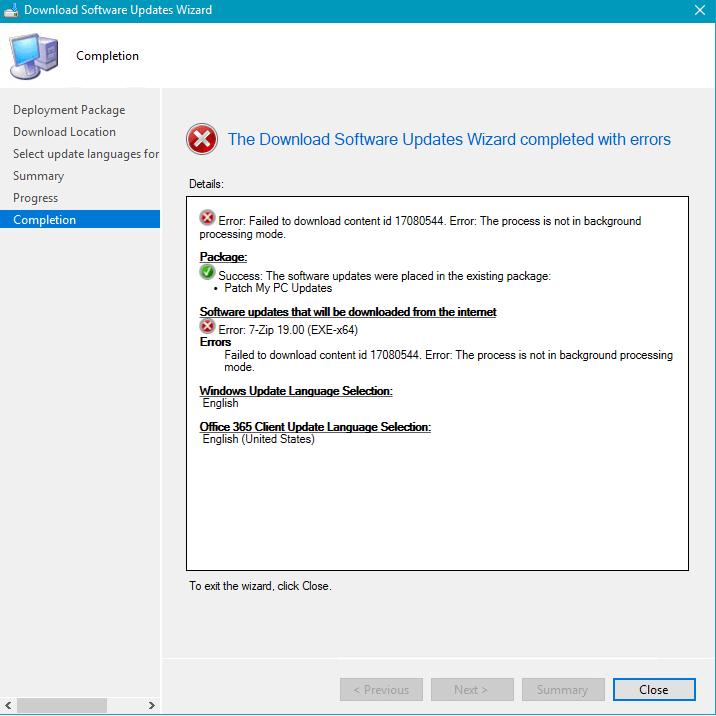 Download Software Updates Wizard
Completion
Deployment Package
Download Location
Select update languages for
Summary
Progress
Completion
The Download Software Updates Wizard completed with errors
Details:
Error: Failed to download content id 17080544. Error: The process is not in background
processing mode.
Package:
Success: The software updates were placed in the existing package:
• Patch My PC Updates
Software updates that will be downloaded from the internet
Error: 7-Zip 19.00 (EXE-x64)
Errors
Failed to download content id 17080544. Error: The process is not in background processing
mode.
Windows Update Language Selection:
English
Office 365 Client Update Language Selection:
English (United States)
To exit the wizard, click Close.
< Previous
Next >
Summary
Close